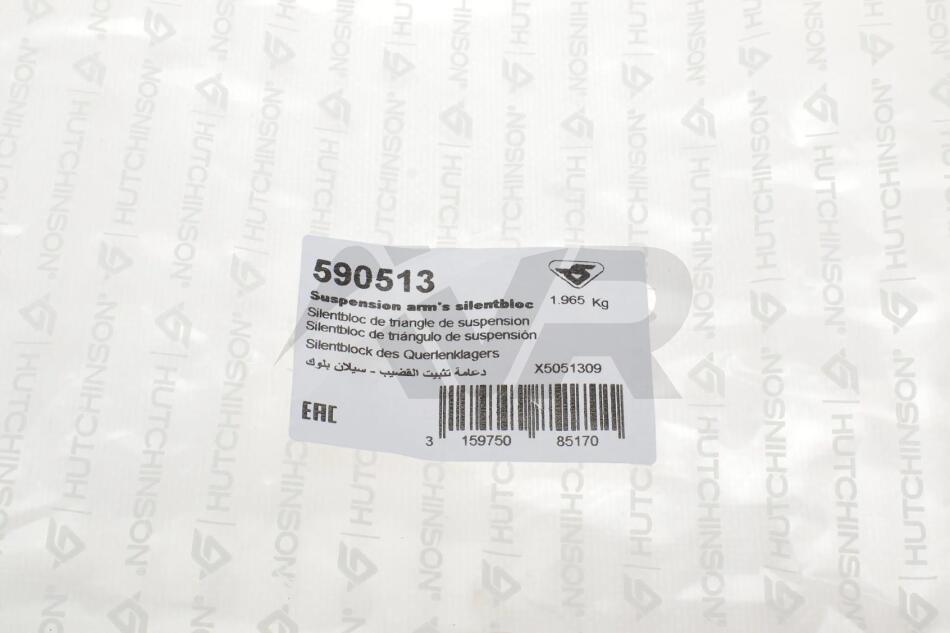 590513
1.965 Kg
Suspension arm's silentbloc
Silentbloc de triangle de suspension
Silentbloc de triángulo de suspensión
Silentblock des Querlenklagers
دعامة تثبيت القضيب - سيلان بلوك
X5051309
EAC
3 159750 85170
HUTCHINSON